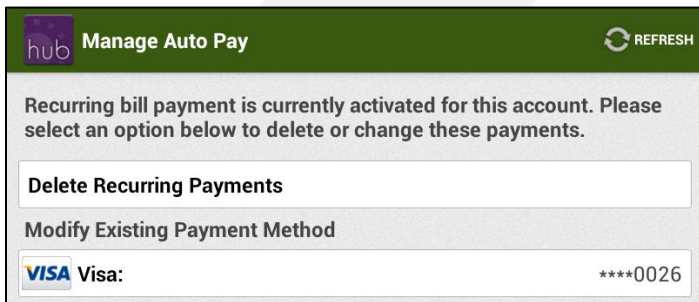 hub Manage Auto Pay REFRESH
Recurring bill payment is currently activated for this account. Please
select an option below to delete or change these payments.
Delete Recurring Payments
Modify Existing Payment Method
VISA Visa: ****0026